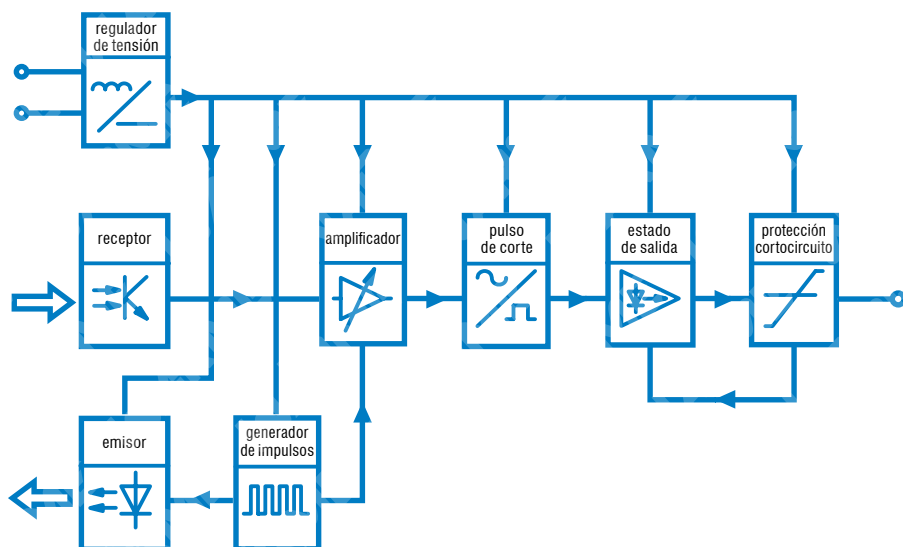 regulador
de tensión
receptor
amplificador
pulso
de corte
estado
de salida
protección
cortocircuito
emisor
generador
de impulsos